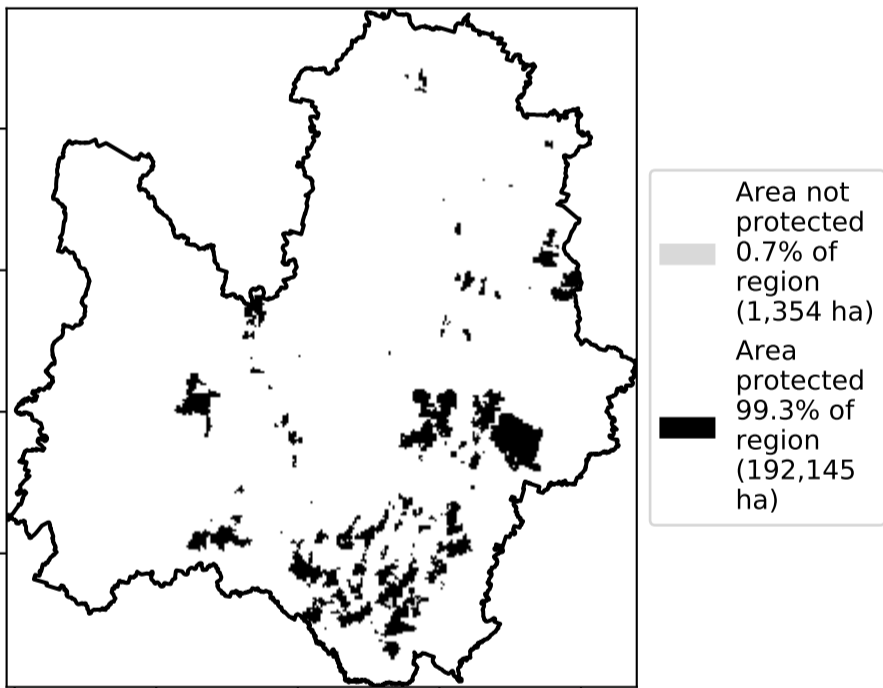 Area not
protected
0.7% of
region
(1,354 ha)
Area
protected
99.3% of
region
(192,145
ha)